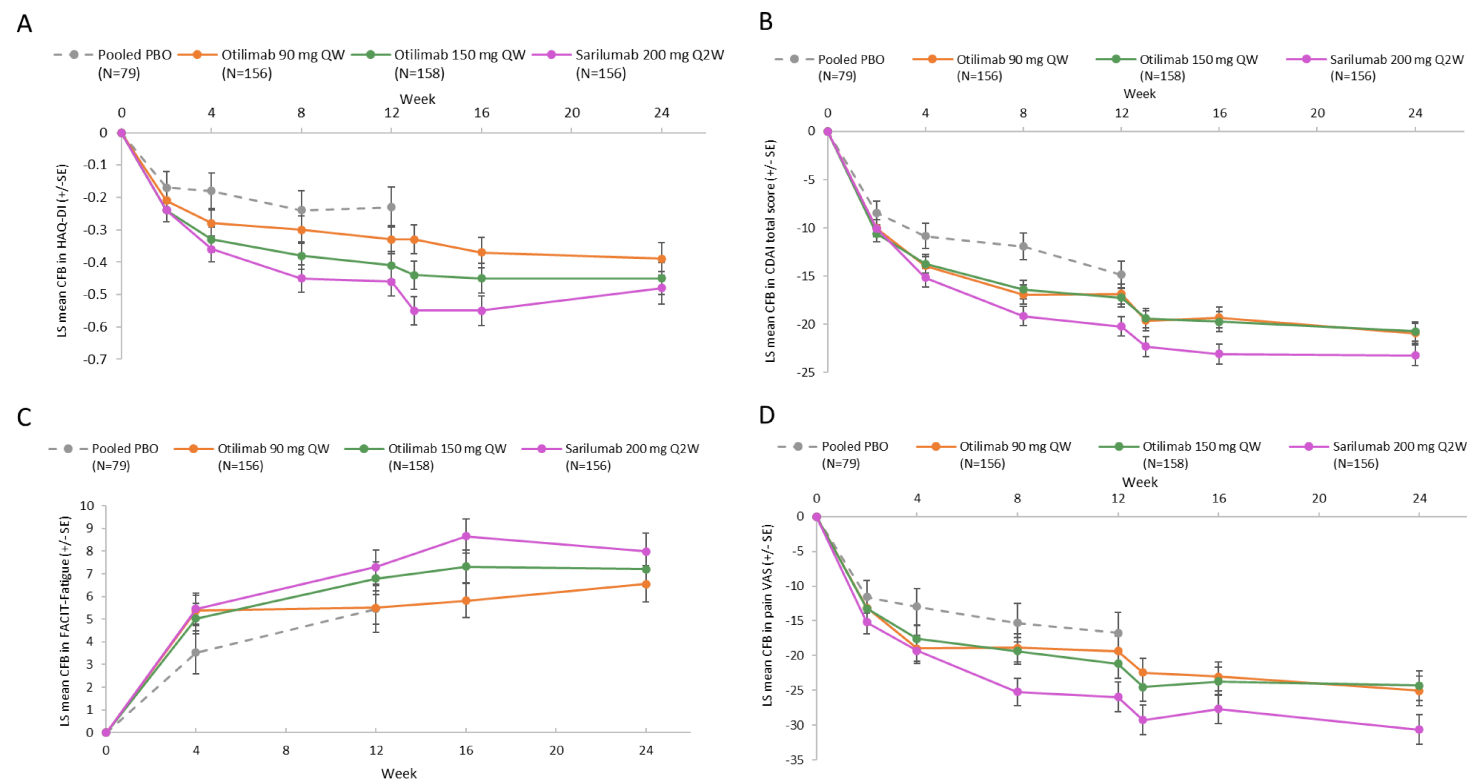 A
Pooled PBO
(N=79)
Otilimab 90 mg QW
(N=156)
Otilimab 150 mg QW
(N=158)
Sarilumab 200 mg Q2W
(N=156)
Week
0 4 8 12 16 20 24
LS mean CFB in HAQ-DI (+/-SE)
0
-0.1
-0.2
-0.3
-0.4
-0.5
-0.6
-0.7
B
Pooled PBO
(N=79)
Otilimab 90 mg QW
(N=156)
Otilimab 150 mg QW
(N=158)
Sarilumab 200 mg Q2W
(N=156)
Week
0 4 8 12 16 20 24
LS mean CFB in CDAI total score (+/- SE)
0
-5
-10
-15
-20
-25
C
Pooled PBO
(N=79)
Otilimab 90 mg QW
(N=156)
Otilimab 150 mg QW
(N=158)
Sarilumab 200 mg Q2W
(N=156)
LS mean CFB in FACIT-Fatigue (+/- SE)
10
9
8
7
6
5
4
3
2
1
0
0 4 8 12 16 20 24
Week
D
Pooled PBO
(N=79)
Otilimab 90 mg QW
(N=156)
Otilimab 150 mg QW
(N=158)
Sarilumab 200 mg Q2W
(N=156)
Week
0 4 8 12 16 20 24
LS mean CFB in pain VAS (+/- SE)
0
-5
-10
-15
-20
-25
-30
-35